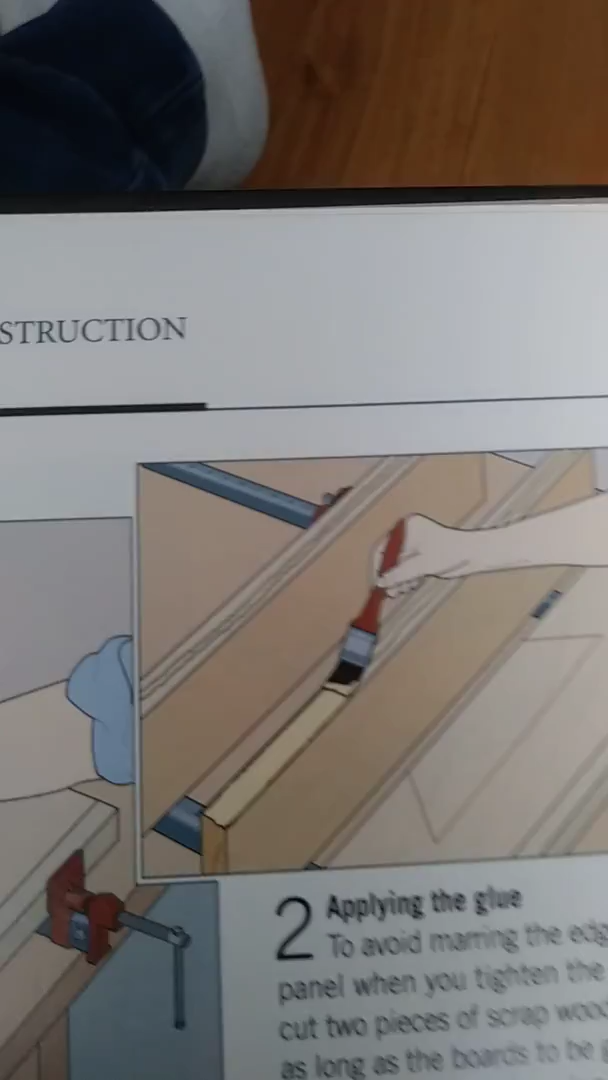 STRUCTION
2 Applying the glue
To avoid marring the edg
panel when you tighten the
cut two pieces of scrap wood
as long as the boards to be g